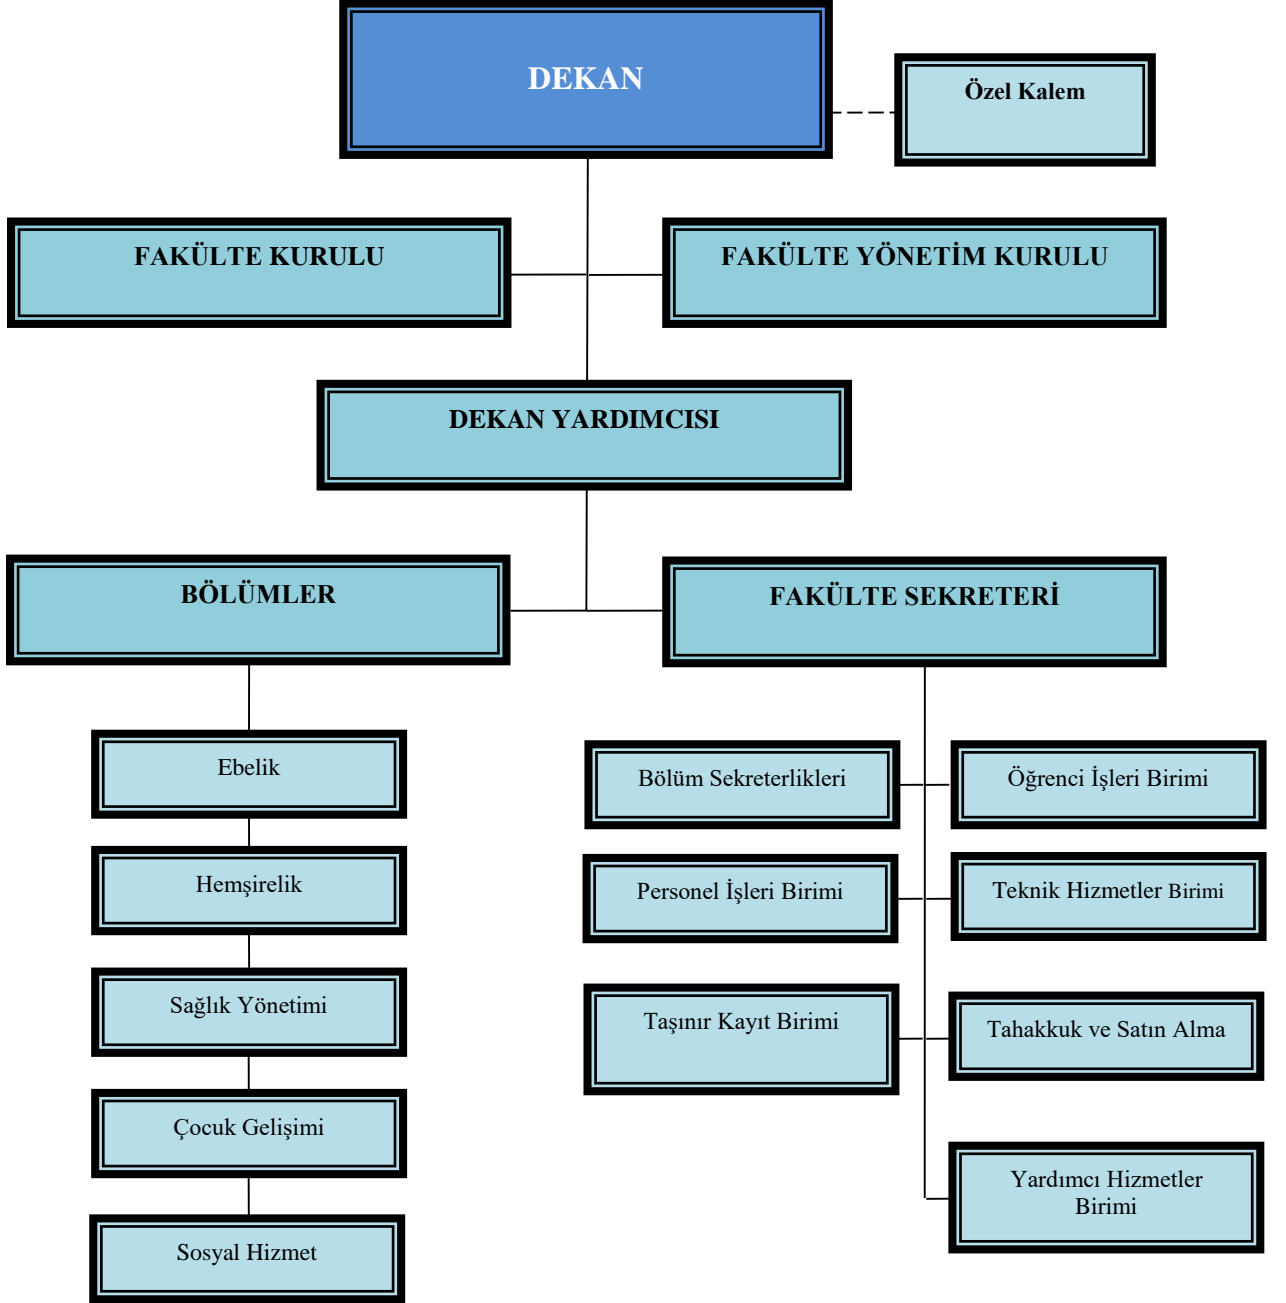 DEKAN
Özel Kalem
FAKÜLTE KURULU
FAKÜLTE YÖNETİM KURULU
DEKAN YARDIMCISI
BÖLÜMLER
FAKÜLTE SEKRETERİ
Ebelik
Hemşirelik
Sağlık Yönetimi
Çocuk Gelişimi
Sosyal Hizmet
Bölüm Sekreterlikleri
Öğrenci İşleri Birimi
Personel İşleri Birimi
Teknik Hizmetler Birimi
Taşınır Kayıt Birimi
Tahakkuk ve Satın Alma
Yardımcı Hizmetler
Birimi